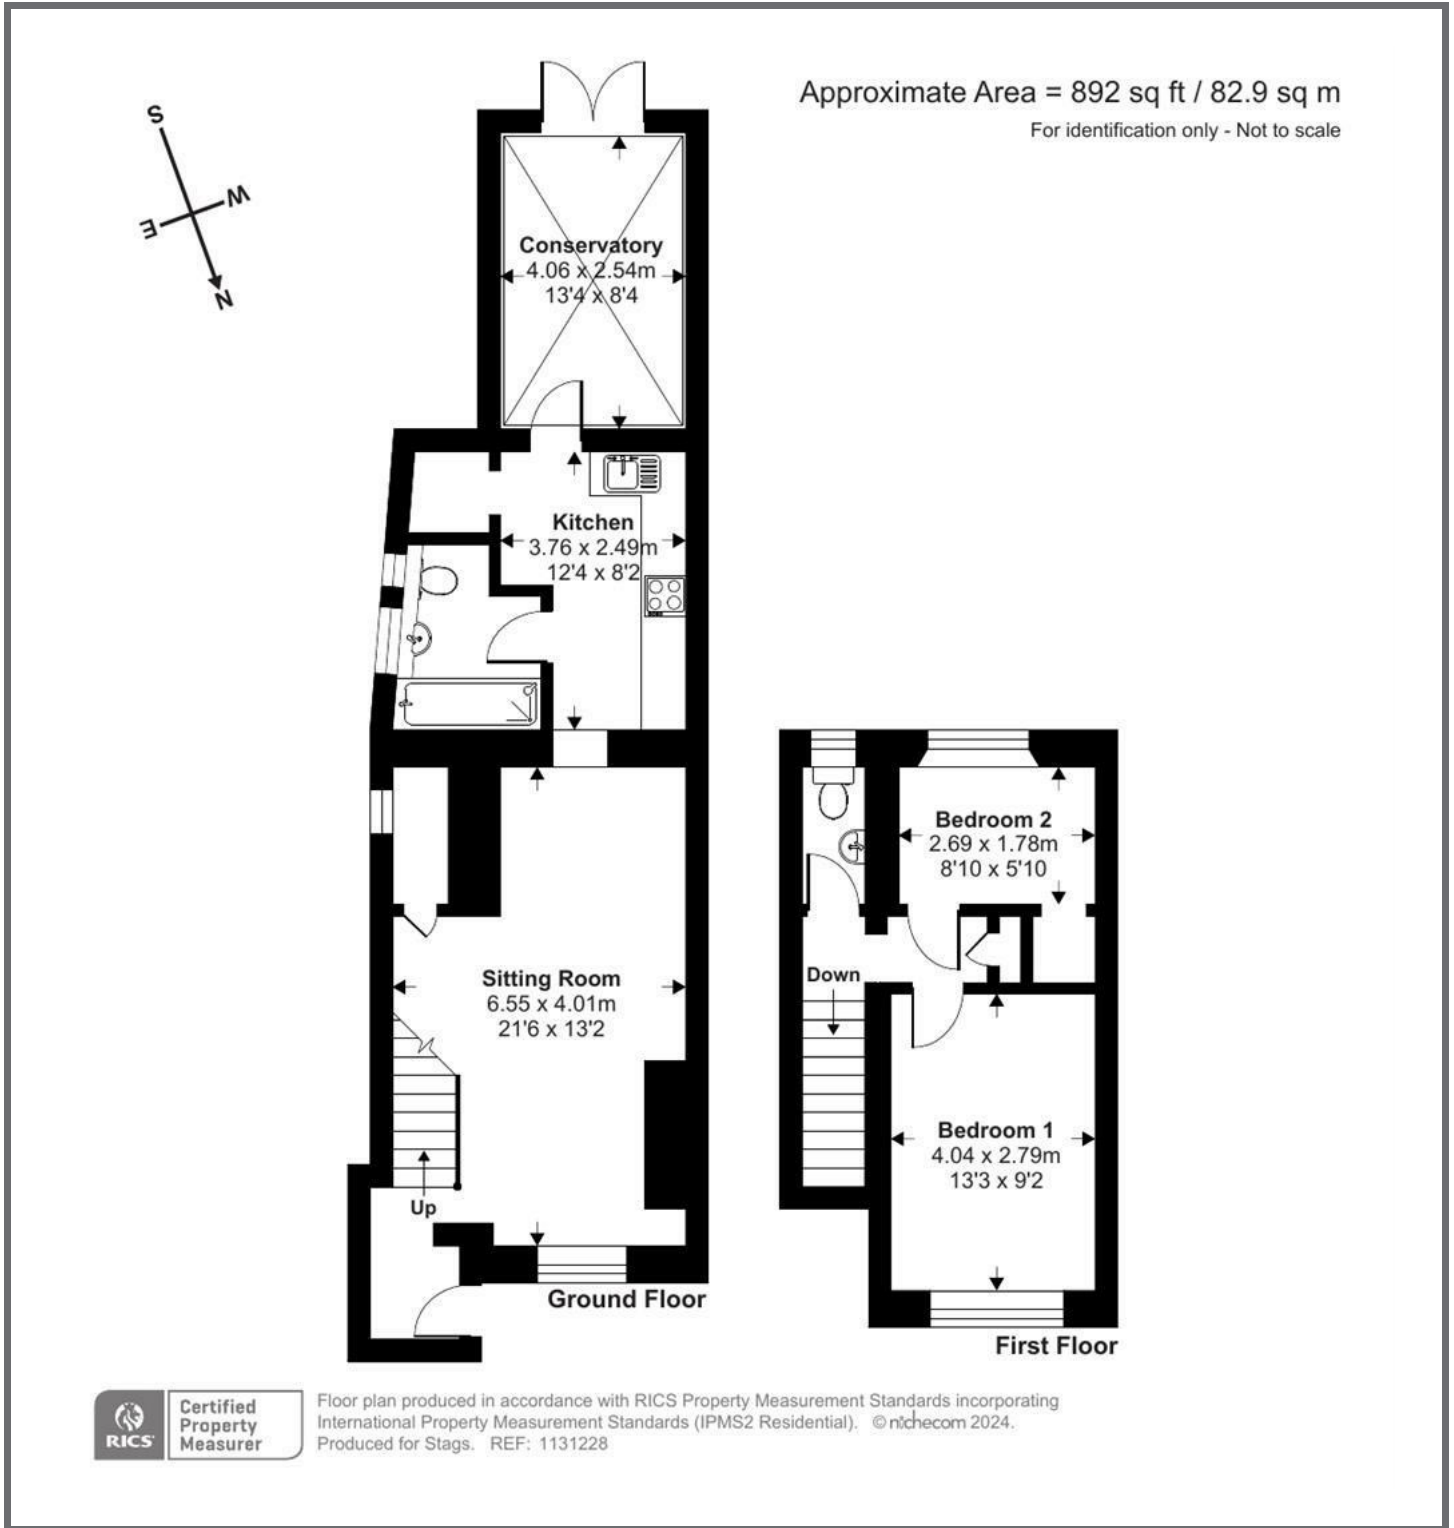 Approximate Area = 892 sq ft / 82.9 sq m
For identification only - Not to scale
S
W
E
N
Conservatory
4.06 x 2.54m
13'4 x 8'4
Kitchen
3.76 x 2.49m
12'4 x 8'2
Sitting Room
6.55 x 4.01m
21'6 x 13'2
Up
Ground Floor
Bedroom 2
2.69 x 1.78m
8'10 x 5'10
Down
Bedroom 1
4.04 x 2.79m
13'3 x 9'2
First Floor
RICS
Certified
Property
Measurer
Floor plan produced in accordance with RICS Property Measurement Standards incorporating
International Property Measurement Standards (IPMS2 Residential). © nichecom 2024.
Produced for Stags. REF: 1131228